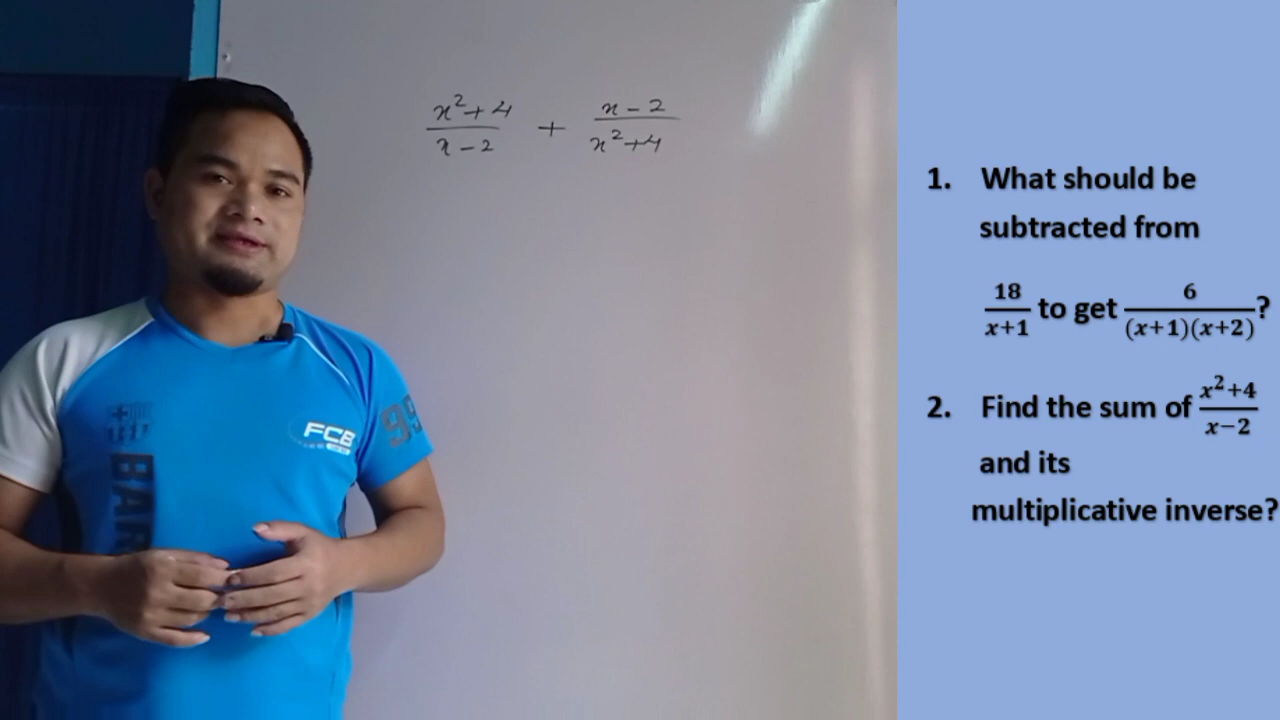 x²+4/x-2 + x-2/x²+4
1. What should be
subtracted from
18/x+1 to get 6/(x+1)(x+2)?
2. Find the sum of x²+4/x-2
and its
multiplicative inverse?
FCB
99
BAR